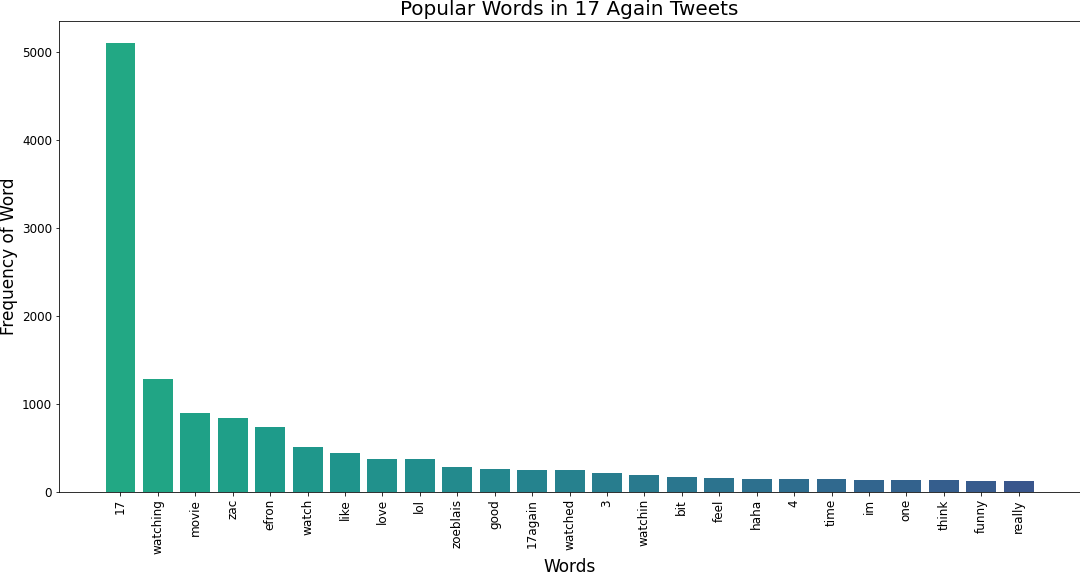 Popular Words in 17 Again Tweets
Frequency of Word
5000
4000
3000
2000
1000
0
17
watching
movie
zac
efron
watch
like
love
lol
zoeblais
good
17again
watched
3
watchin
bit
feel
haha
4
time
im
one
think
funny
really
Words